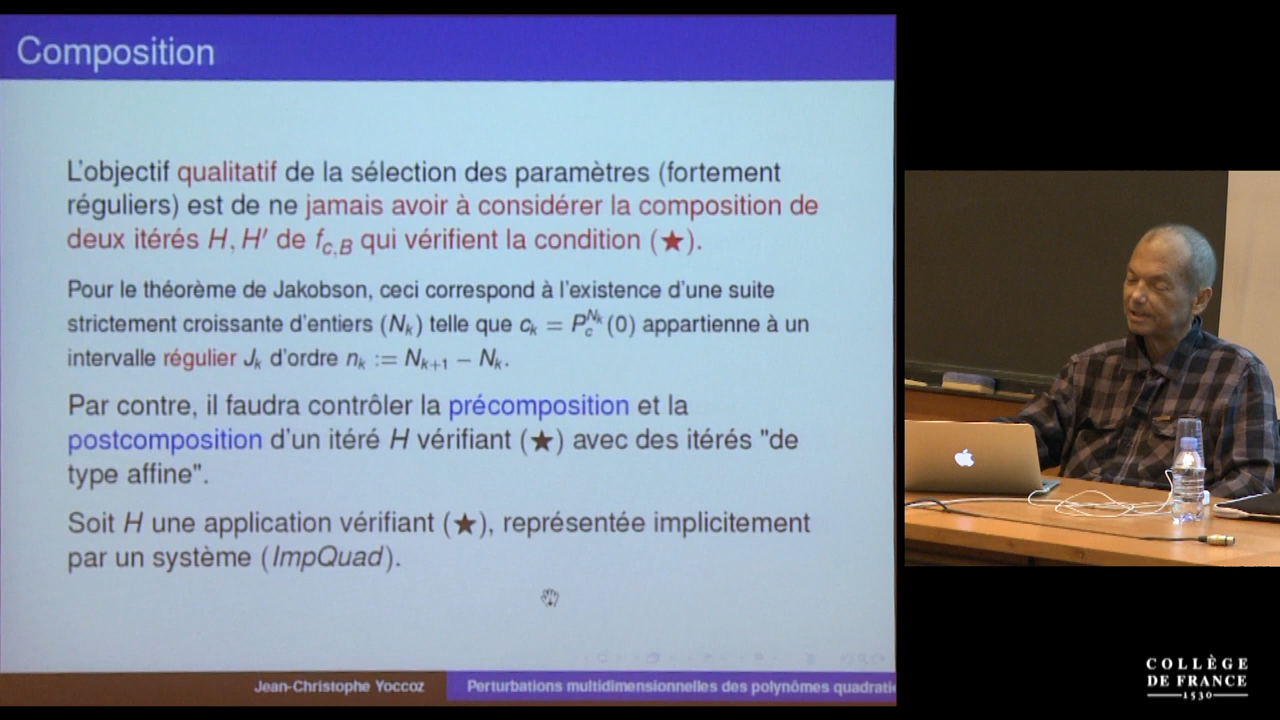 Composition
L'objectif qualitatif de la sélection des paramètres (fortement
réguliers) est de ne jamais avoir à considérer la composition de
deux itérés H, H′ de f_{c,B} qui vérifient la condition (★).
Pour le théorème de Jakobson, ceci correspond à l'existence d'une suite
strictement croissante d'entiers (N_k) telle que c_k = P_c^{N_k}(0) appartienne à un
intervalle régulier J_k d'ordre n_k := N_{k+1} − N_k.
Par contre, il faudra contrôler la précomposition et la
postcomposition d'un itéré H vérifiant (★) avec des itérés "de
type affine".
Soit H une application vérifiant (★), représentée implicitement
par un système (ImpQuad).
Jean-Christophe Yoccoz
Perturbations multidimensionnelles des polynômes quadrati
COLLÈGE
DE FRANCE
1530